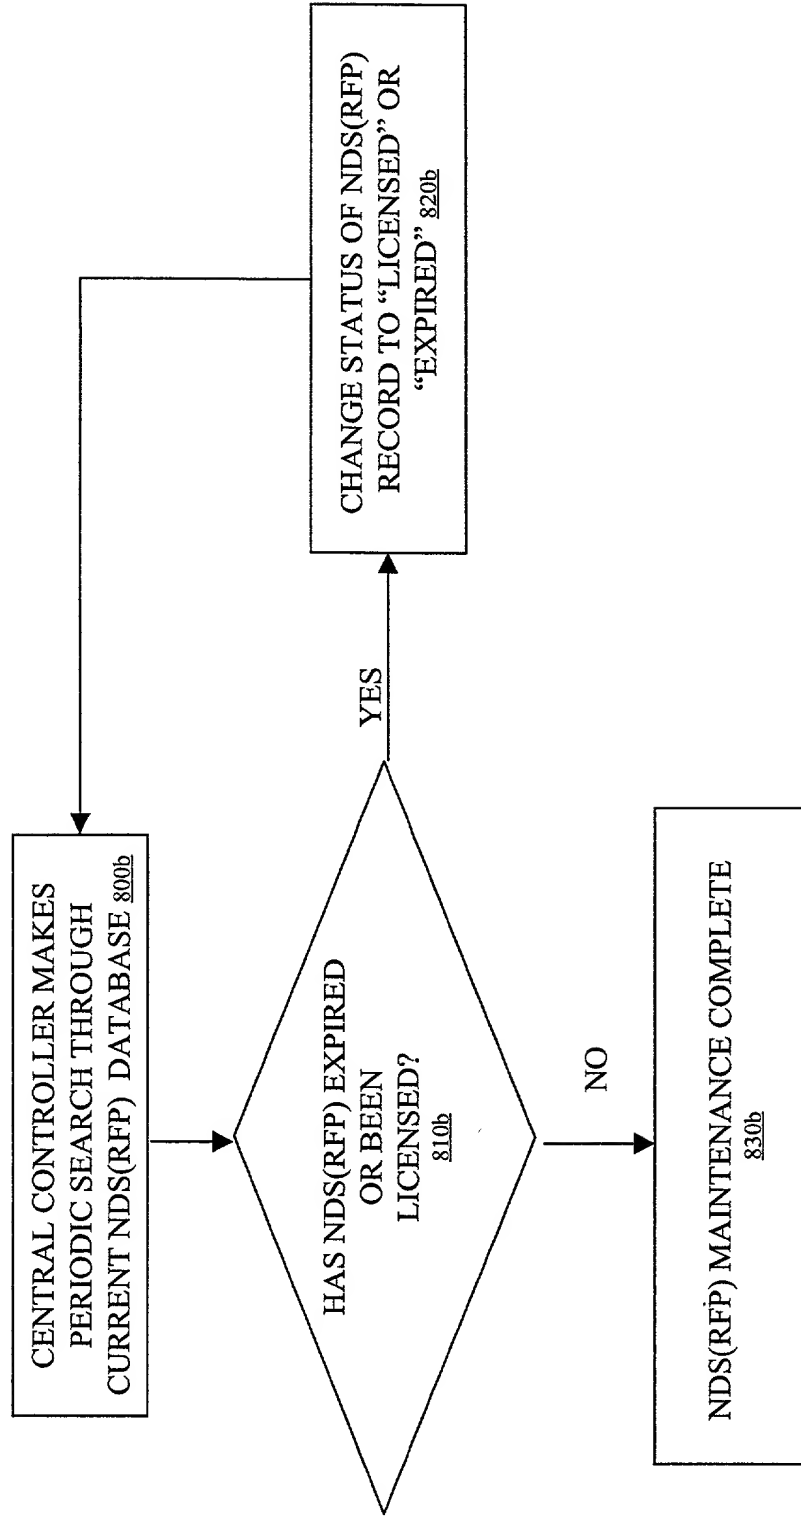 CENTRAL CONTROLLER MAKES
PERIODIC SEARCH THROUGH
CURRENT NDS(RFP) DATABASE 800b
HAS NDS(RFP) EXPIRED
OR BEEN
LICENSED?
810b
YES
CHANGE STATUS OF NDS(RFP)
RECORD TO “LICENSED” OR
“EXPIRED” 820b
NO
NDS(RFP) MAINTENANCE COMPLETE
830b